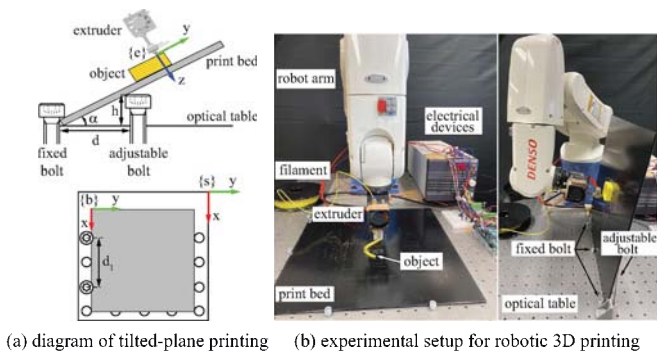 extruder
{e}
y
object
z
print bed
h
α
optical table
d
fixed
bolt
adjustable
bolt
{b}
y
{s}
y
x
x
d₁
(a) diagram of tilted-plane printing
robot arm
electrical
devices
filament
extruder
object
print bed
DENSO
fixed bolt
adjustable
bolt
optical table
(b) experimental setup for robotic 3D printing